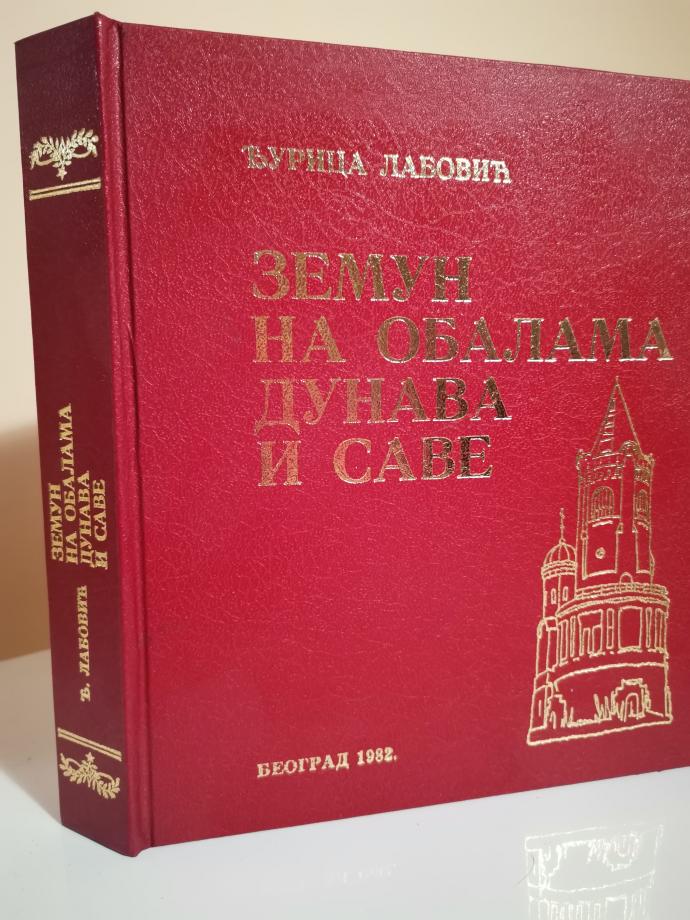 ЂУРИЦА ЛАБОВИЋ
ЗЕМУН
НА ОБАЛАМА
ДУНАВА
И САВЕ
БЕОГРАД 1982.
ЗЕМУН
НА ОБАЛАМА
ДУНАВА
И САВЕ
Ђ. ЛАБОВИЋ